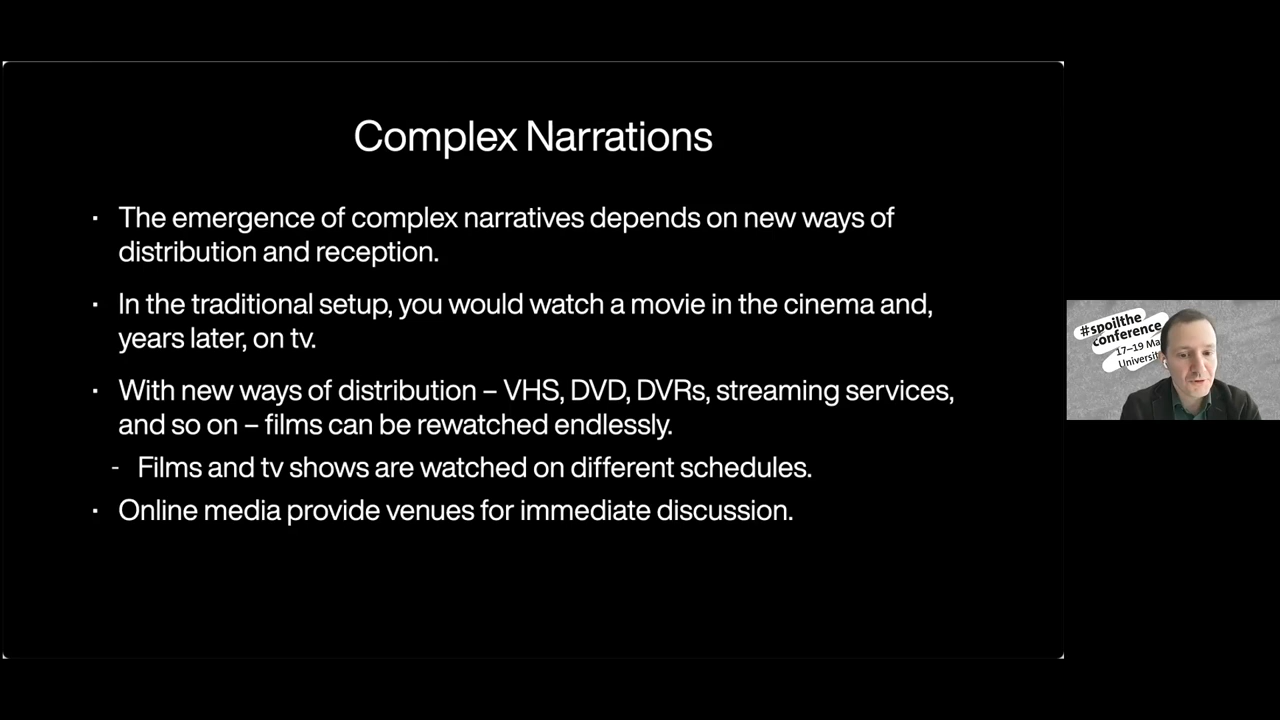 Complex Narrations
· The emergence of complex narratives depends on new ways of
distribution and reception.
· In the traditional setup, you would watch a movie in the cinema and,
years later, on tv.
· With new ways of distribution – VHS, DVD, DVRs, streaming services,
and so on – films can be rewatched endlessly.
- Films and tv shows are watched on different schedules.
· Online media provide venues for immediate discussion.
#spoilthe
conference
17–19 Ma
Universit